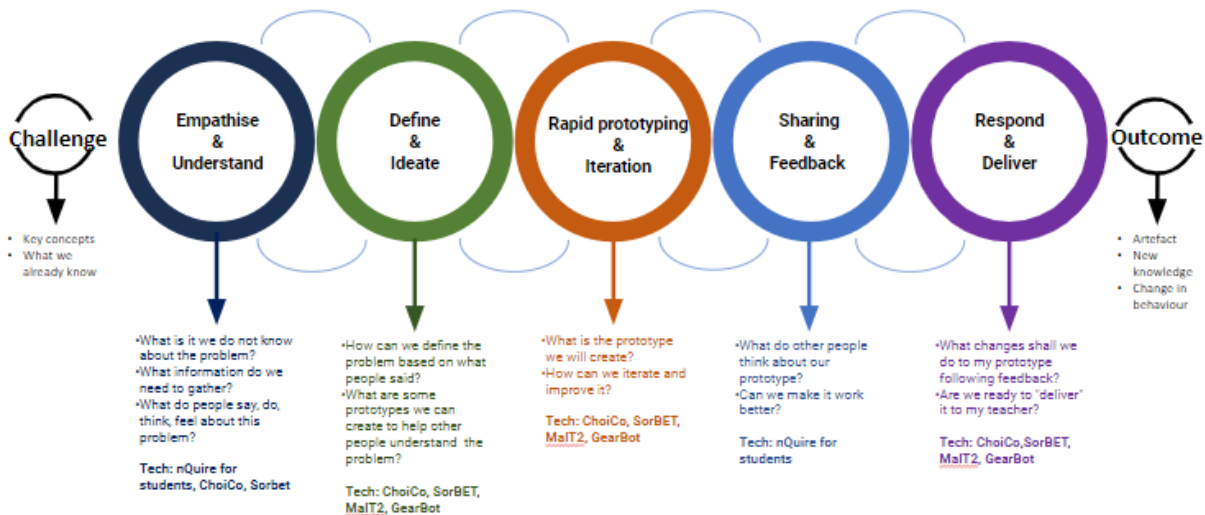 Challenge
• Key concepts
• What we
already know
Empathise
&
Understand
•What is it we do not know
about the problem?
•What information do we
need to gather?
•What do people say, do,
think, feel about this
problem?
Tech: nQuire for
students, ChoiCo, Sorbet
Define
&
Ideate
•How can we define the
problem based on what
people said?
•What are some
prototypes we can
create to help other
people understand the
problem?
Tech: ChoiCo, SorBET,
MaIT2, GearBot
Rapid prototyping
&
Iteration
•What is the prototype
we will create?
•How can we iterate and
improve it?
Tech: ChoiCo, SorBET,
MaIT2, GearBot
Sharing
&
Feedback
•What do other people
think about our
prototype?
•Can we make it work
better?
Tech: nQuire for
students
Respond
&
Deliver
•What changes shall we
do to my prototype
following feedback?
•Are we ready to "deliver"
it to my teacher?
Tech: ChoiCo,SorBET,
MaIT2, GearBot
Outcome
• Artefact
• New
knowledge
• Change in
behaviour